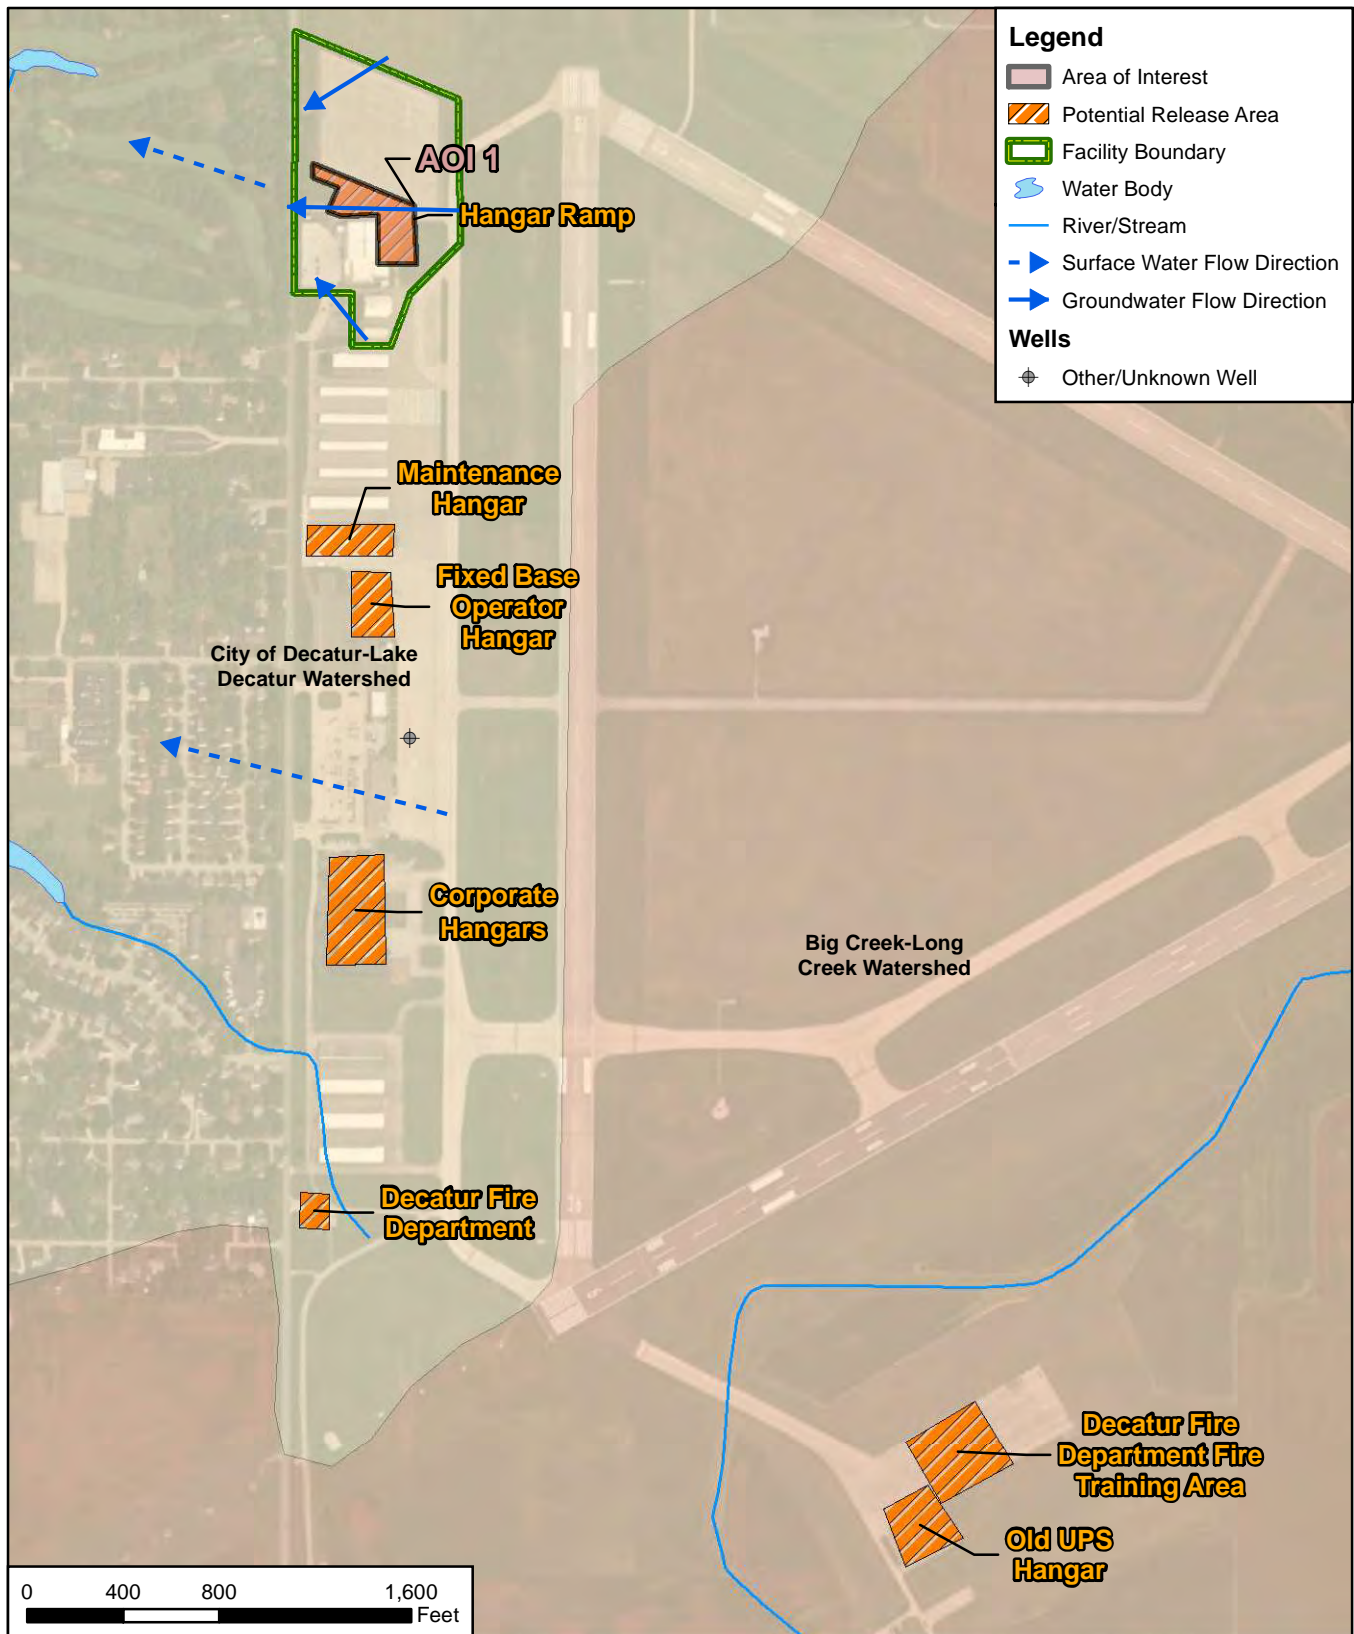 Legend
Area of Interest
Potential Release Area
Facility Boundary
Water Body
River/Stream
Surface Water Flow Direction
Groundwater Flow Direction
Wells
Other/Unknown Well
AOI 1
Hangar Ramp
Maintenance
Hangar
Fixed Base
Operator
Hangar
City of Decatur-Lake
Decatur Watershed
Corporate
Hangars
Big Creek-Long
Creek Watershed
Decatur Fire
Department
Decatur Fire
Department Fire
Training Area
Old UPS
Hangar
0 400 800 1,600
Feet